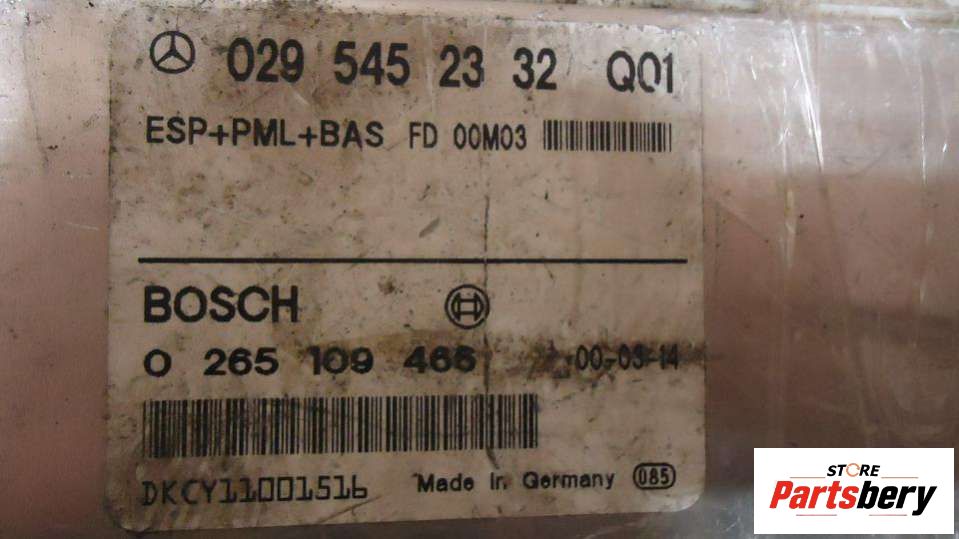 029 545 23 32 Q01
ESP+PML+BAS FD 00M03
BOSCH
0 265 109 466 00-03-14
DKCY11001516 Made in Germany 085
STORE
Partsbery